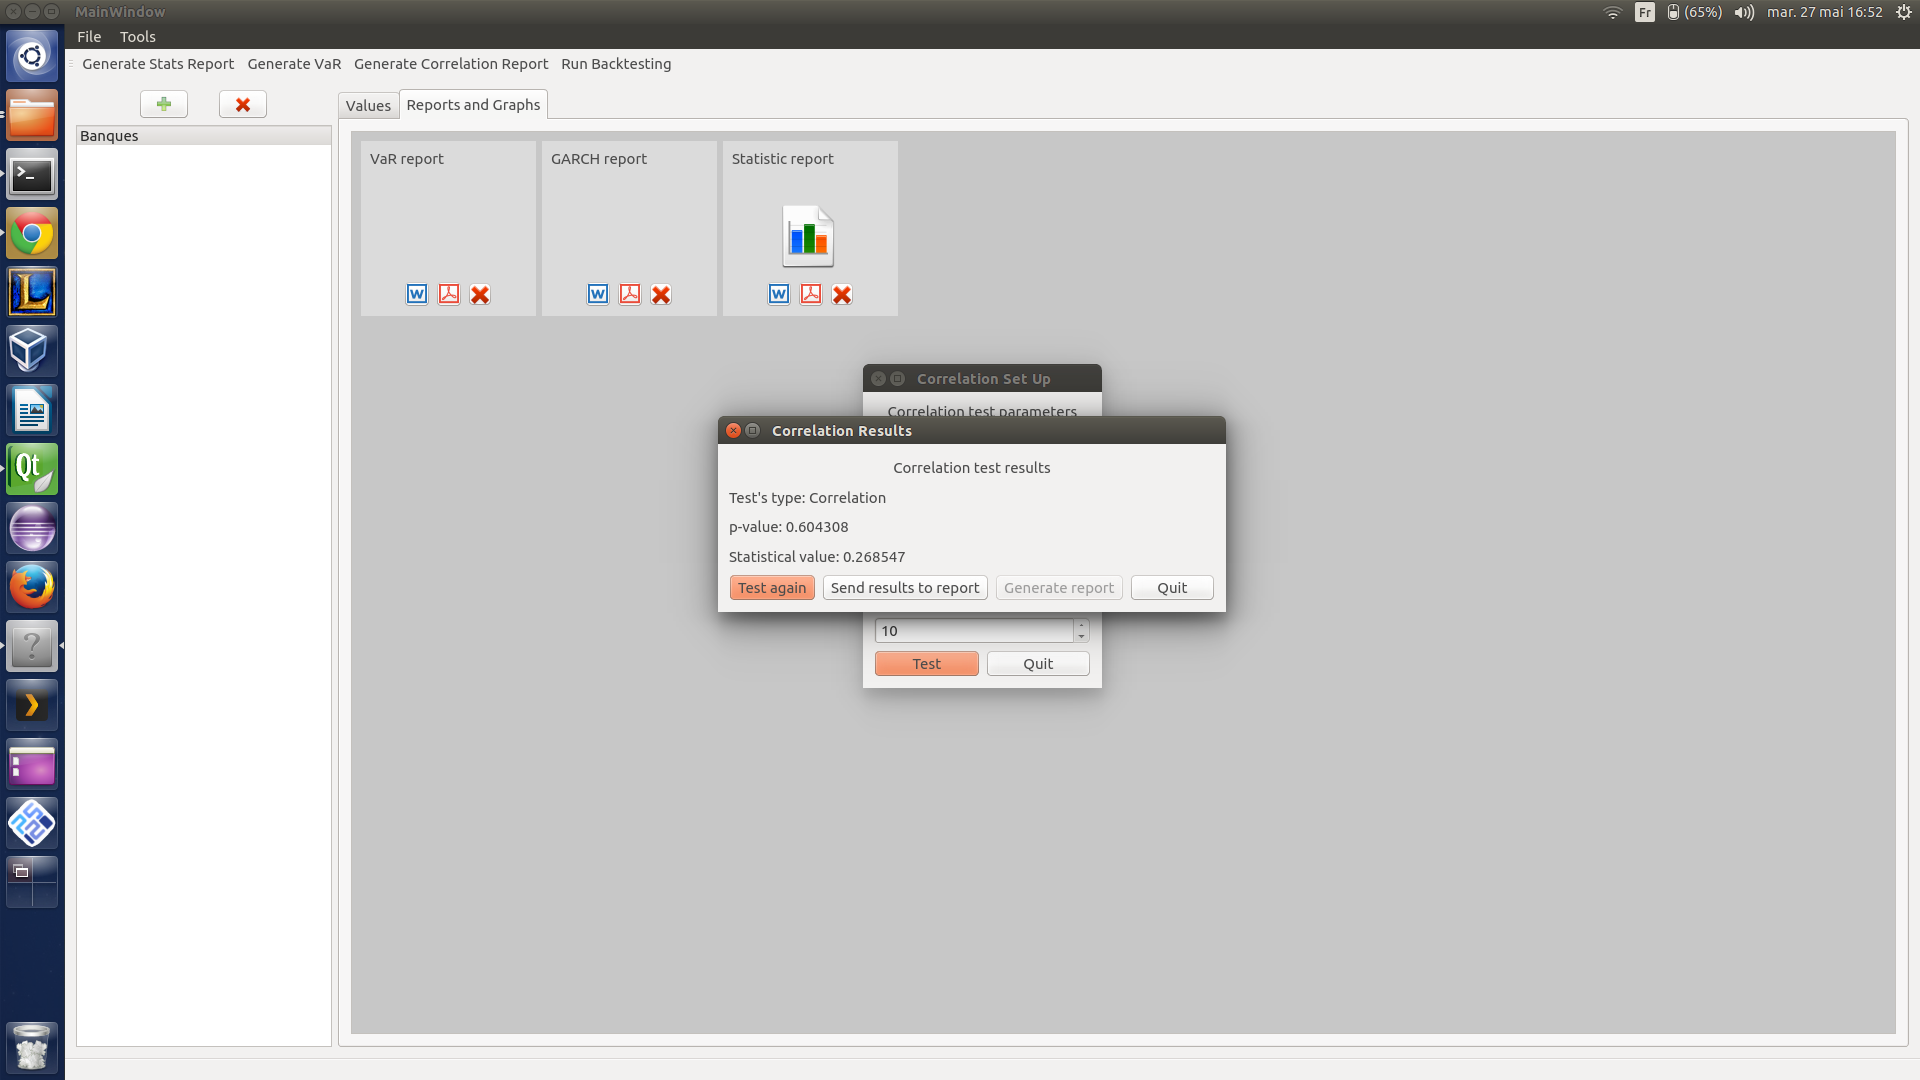 MainWindow
Fr
(65%)
mar. 27 mai 16:52
File Tools
Generate Stats Report Generate VaR Generate Correlation Report Run Backtesting
Values Reports and Graphs
Banques
VaR report GARCH report Statistic report
W W W
Correlation Set Up
Correlation test parameters
Correlation Results
Correlation test results
Test's type: Correlation
p-value: 0.604308
Statistical value: 0.268547
Test again Send results to report Generate report Quit
10
Test Quit
>_
L
Qt
?